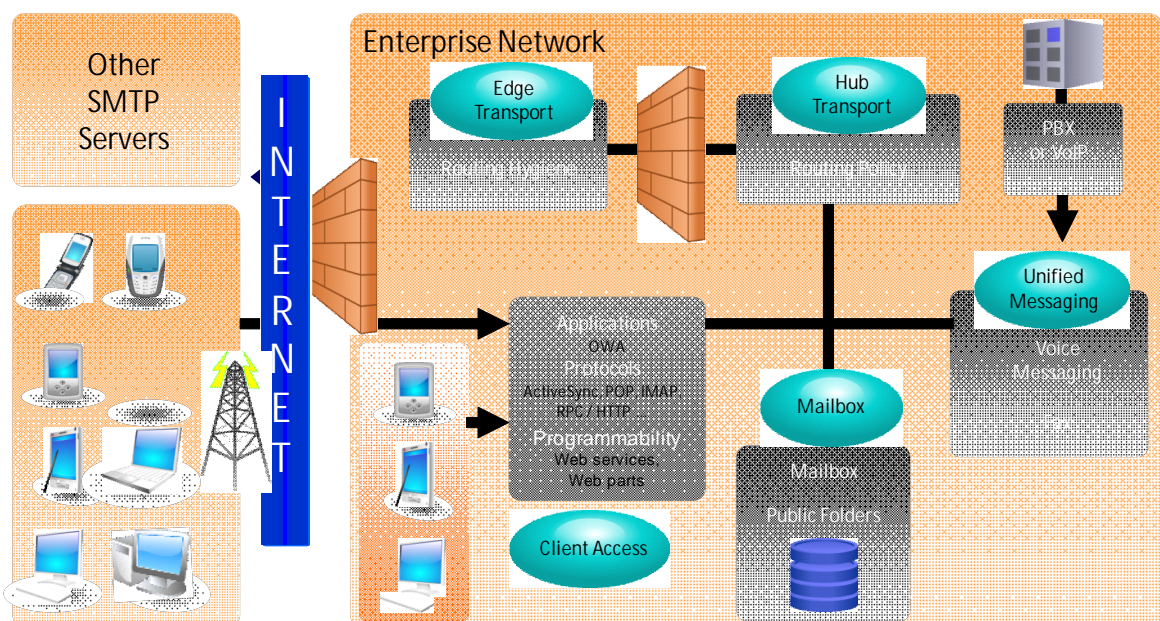 Other
SMTP
Servers
INTERNET
Enterprise Network
Edge
Transport
Routing Hygiene
Hub
Transport
Routing Policy
PBX
or VoIP
Unified
Messaging
Voice
Messaging
Fax
Applications
OWA
Protocols
ActiveSync, POP, IMAP,
RPC / HTTP ...
Programmability
Web services,
Web parts
Client Access
Mailbox
Mailbox
Public Folders